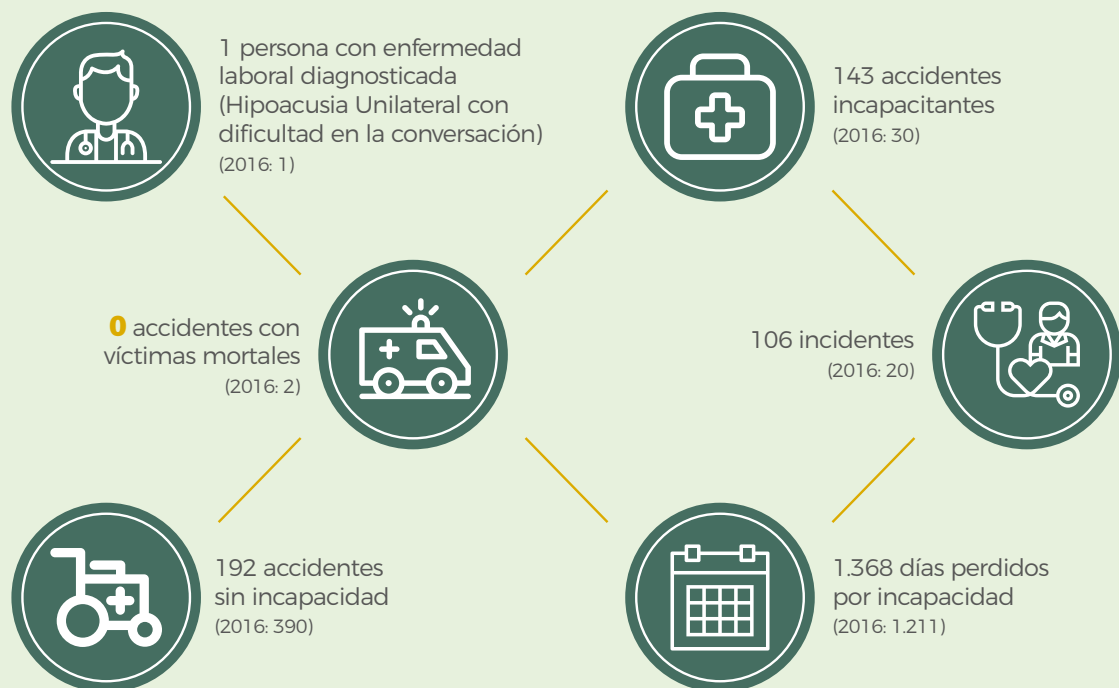 1 persona con enfermedad
laboral diagnosticada
(Hipoacusia Unilateral con
dificultad en la conversación)
(2016: 1)
143 accidentes
incapacitantes
(2016: 30)
0 accidentes con
víctimas mortales
(2016: 2)
106 incidentes
(2016: 20)
192 accidentes
sin incapacidad
(2016: 390)
1.368 días perdidos
por incapacidad
(2016: 1.211)